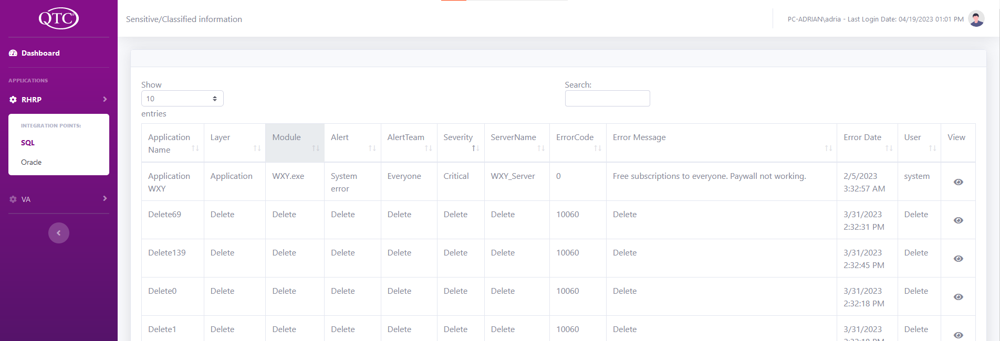 QTC
Dashboard
APPLICATIONS
RHRP
INTEGRATION POINTS:
SQL
Oracle
VA
Sensitive/Classified information
PC-ADRIAN\adria - Last Login Date: 04/19/2023 01:01 PM
Show
10
entries
Search:
Application Name Layer Module Alert AlertTeam Severity ServerName ErrorCode Error Message Error Date User View
Application WXY Application WXY.exe System error Everyone Critical WXY_Server 0 Free subscriptions to everyone. Paywall not working. 2/5/2023 3:32:57 AM system
Delete69 Delete Delete Delete Delete Delete Delete 10060 Delete 3/31/2023 2:32:31 PM Delete
Delete139 Delete Delete Delete Delete Delete Delete 10060 Delete 3/31/2023 2:32:45 PM Delete
Delete0 Delete Delete Delete Delete Delete Delete 10060 Delete 3/31/2023 2:32:18 PM Delete
Delete1 Delete Delete Delete Delete Delete Delete 10060 Delete 3/31/2023 Delete